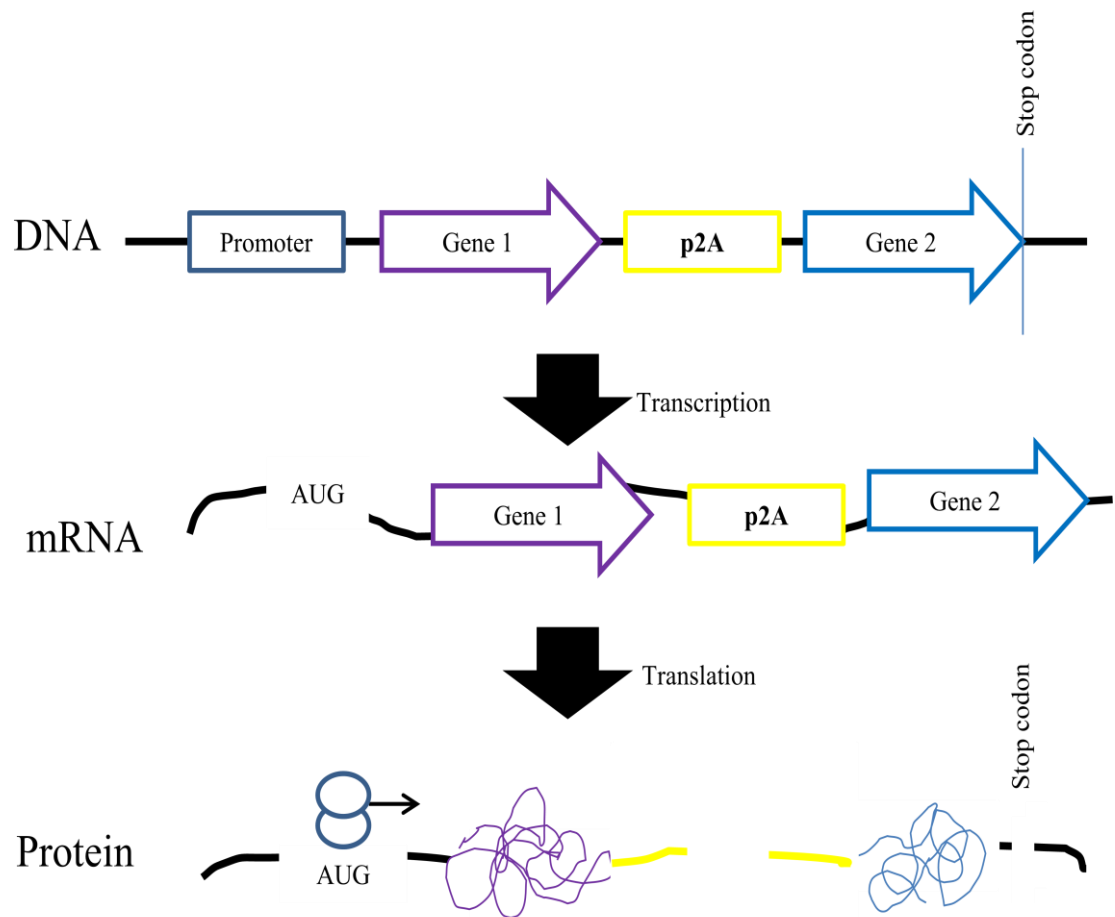 Stop codon
DNA
Promoter
Gene 1
p2A
Gene 2
Transcription
mRNA
AUG
Gene 1
p2A
Gene 2
Translation
Stop codon
Protein
AUG